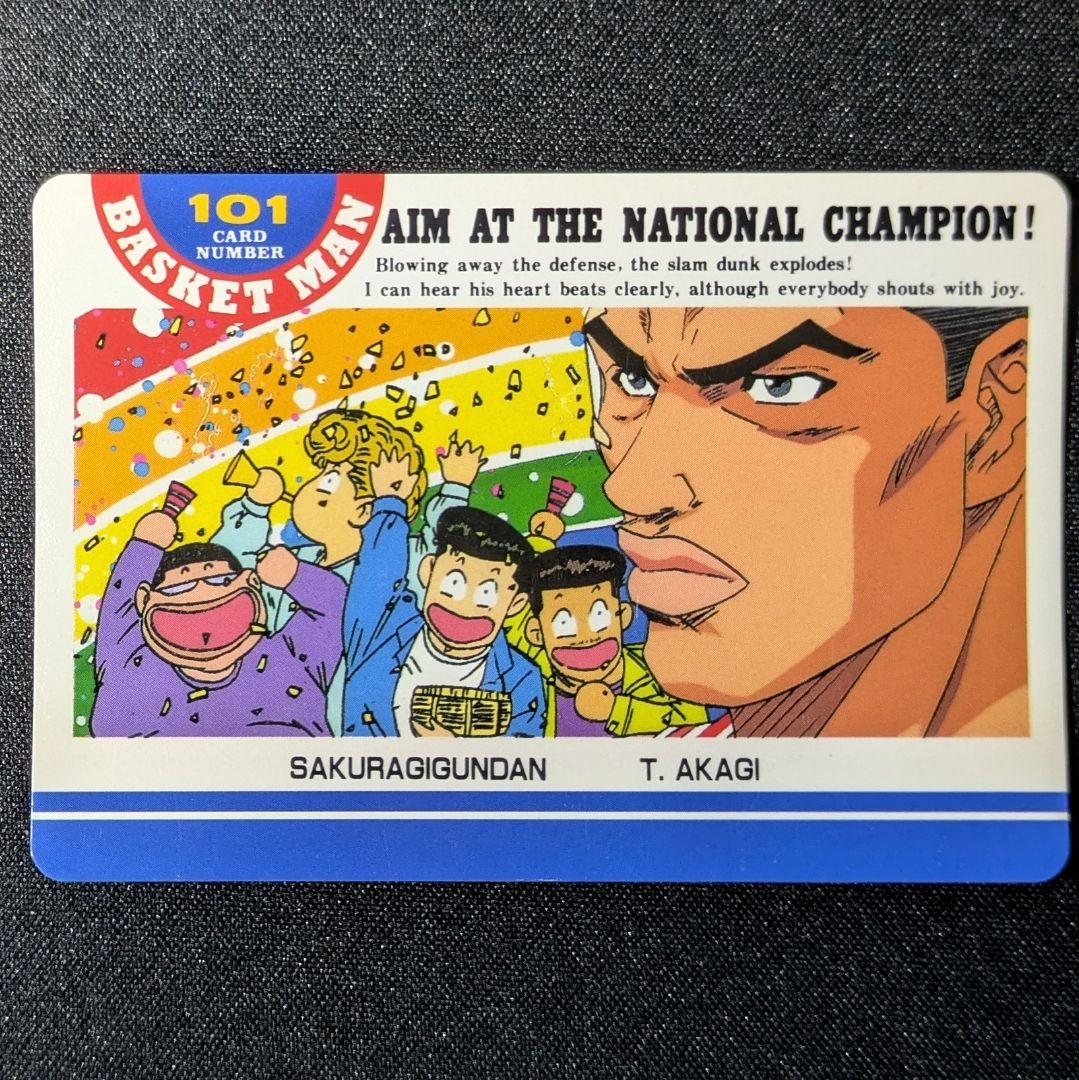 101
CARD
NUMBER
BASKET MAN
AIM AT THE NATIONAL CHAMPION!
Blowing away the defense, the slam dunk explodes!
I can hear his heart beats clearly, although everybody shouts with joy.
SAKURAGIGUNDAN
T. AKAGI